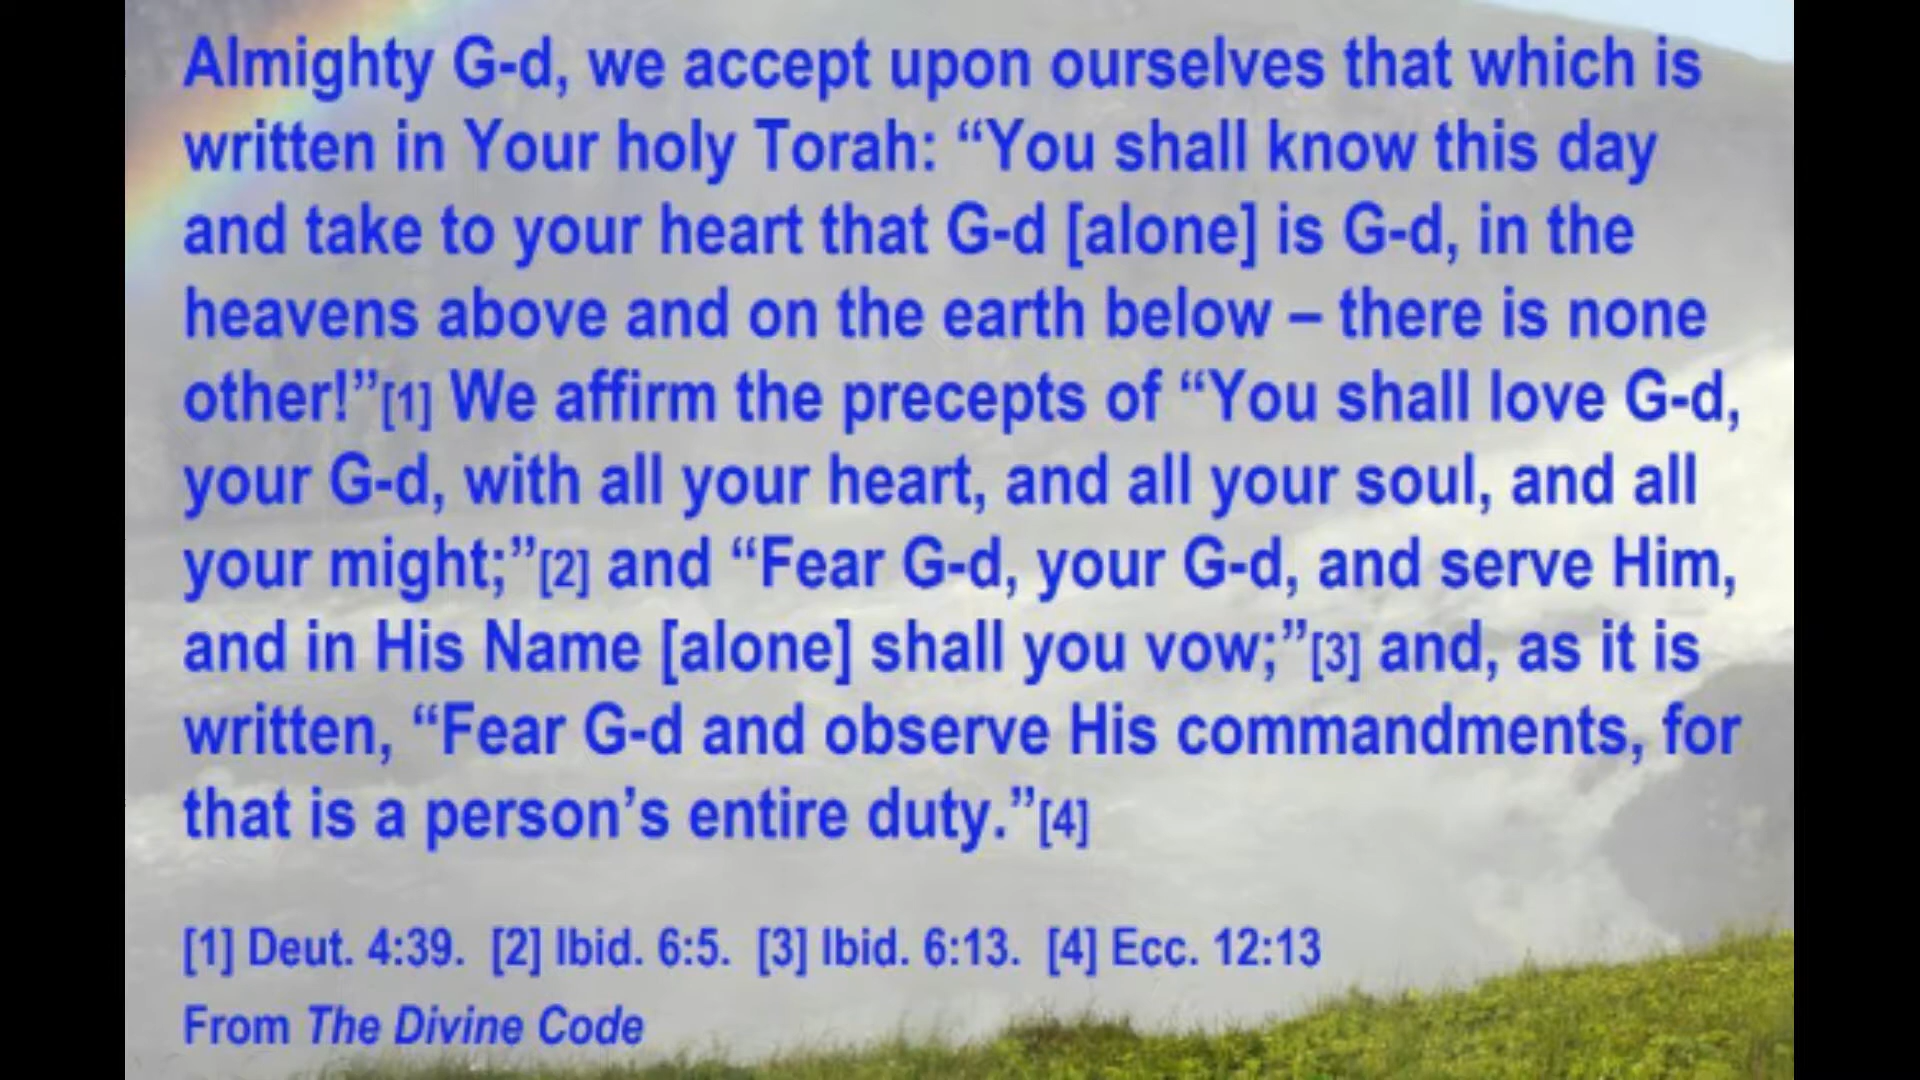 Almighty G-d, we accept upon ourselves that which is
written in Your holy Torah: “You shall know this day
and take to your heart that G-d [alone] is G-d, in the
heavens above and on the earth below – there is none
other!”[1] We affirm the precepts of “You shall love G-d,
your G-d, with all your heart, and all your soul, and all
your might;”[2] and “Fear G-d, your G-d, and serve Him,
and in His Name [alone] shall you vow;”[3] and, as it is
written, “Fear G-d and observe His commandments, for
that is a person’s entire duty.”[4]
[1] Deut. 4:39.  [2] Ibid. 6:5.  [3] Ibid. 6:13.  [4] Ecc. 12:13
From The Divine Code